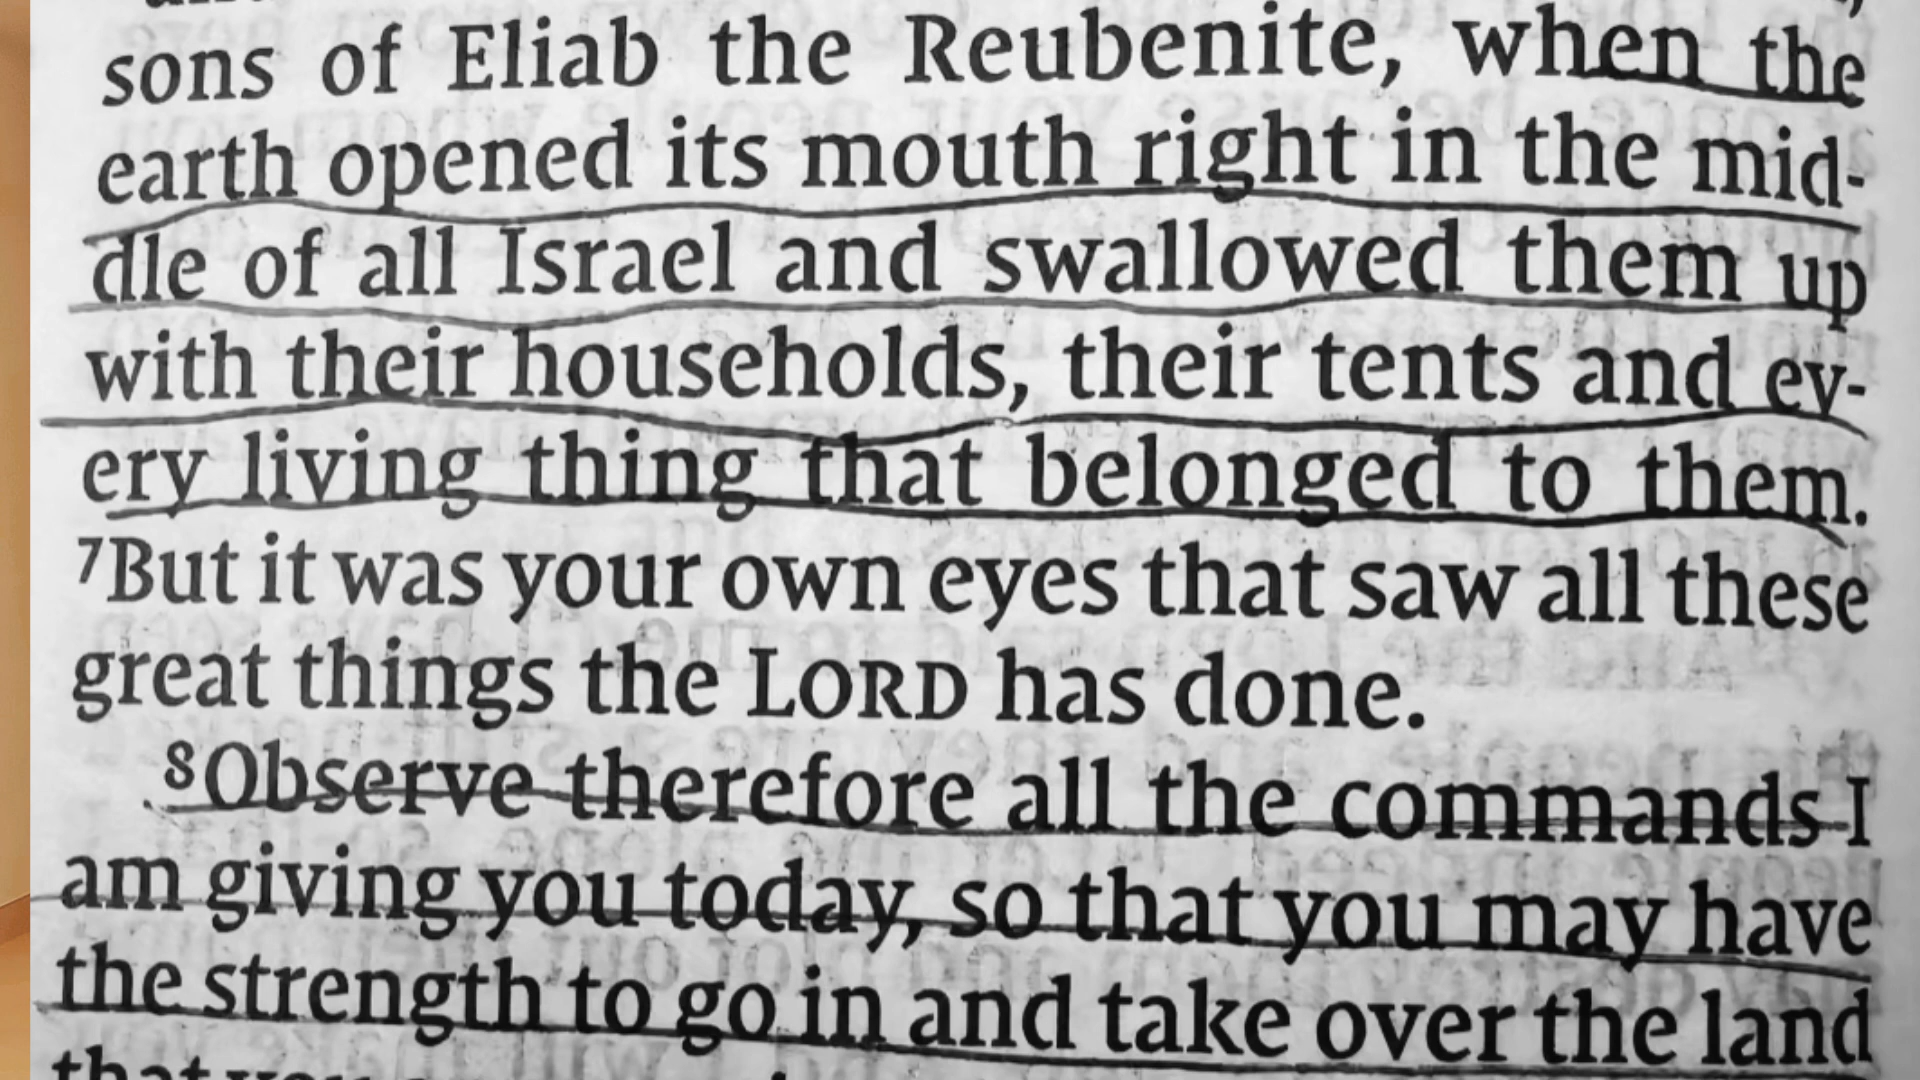 sons of Eliab the Reubenite, when the
earth opened its mouth right in the mid-
dle of all Israel and swallowed them up
with their households, their tents and ev-
ery living thing that belonged to them.
7But it was your own eyes that saw all these
great things the LORD has done.
8Observe therefore all the commands I
am giving you today, so that you may have
the strength to go in and take over the land
that you